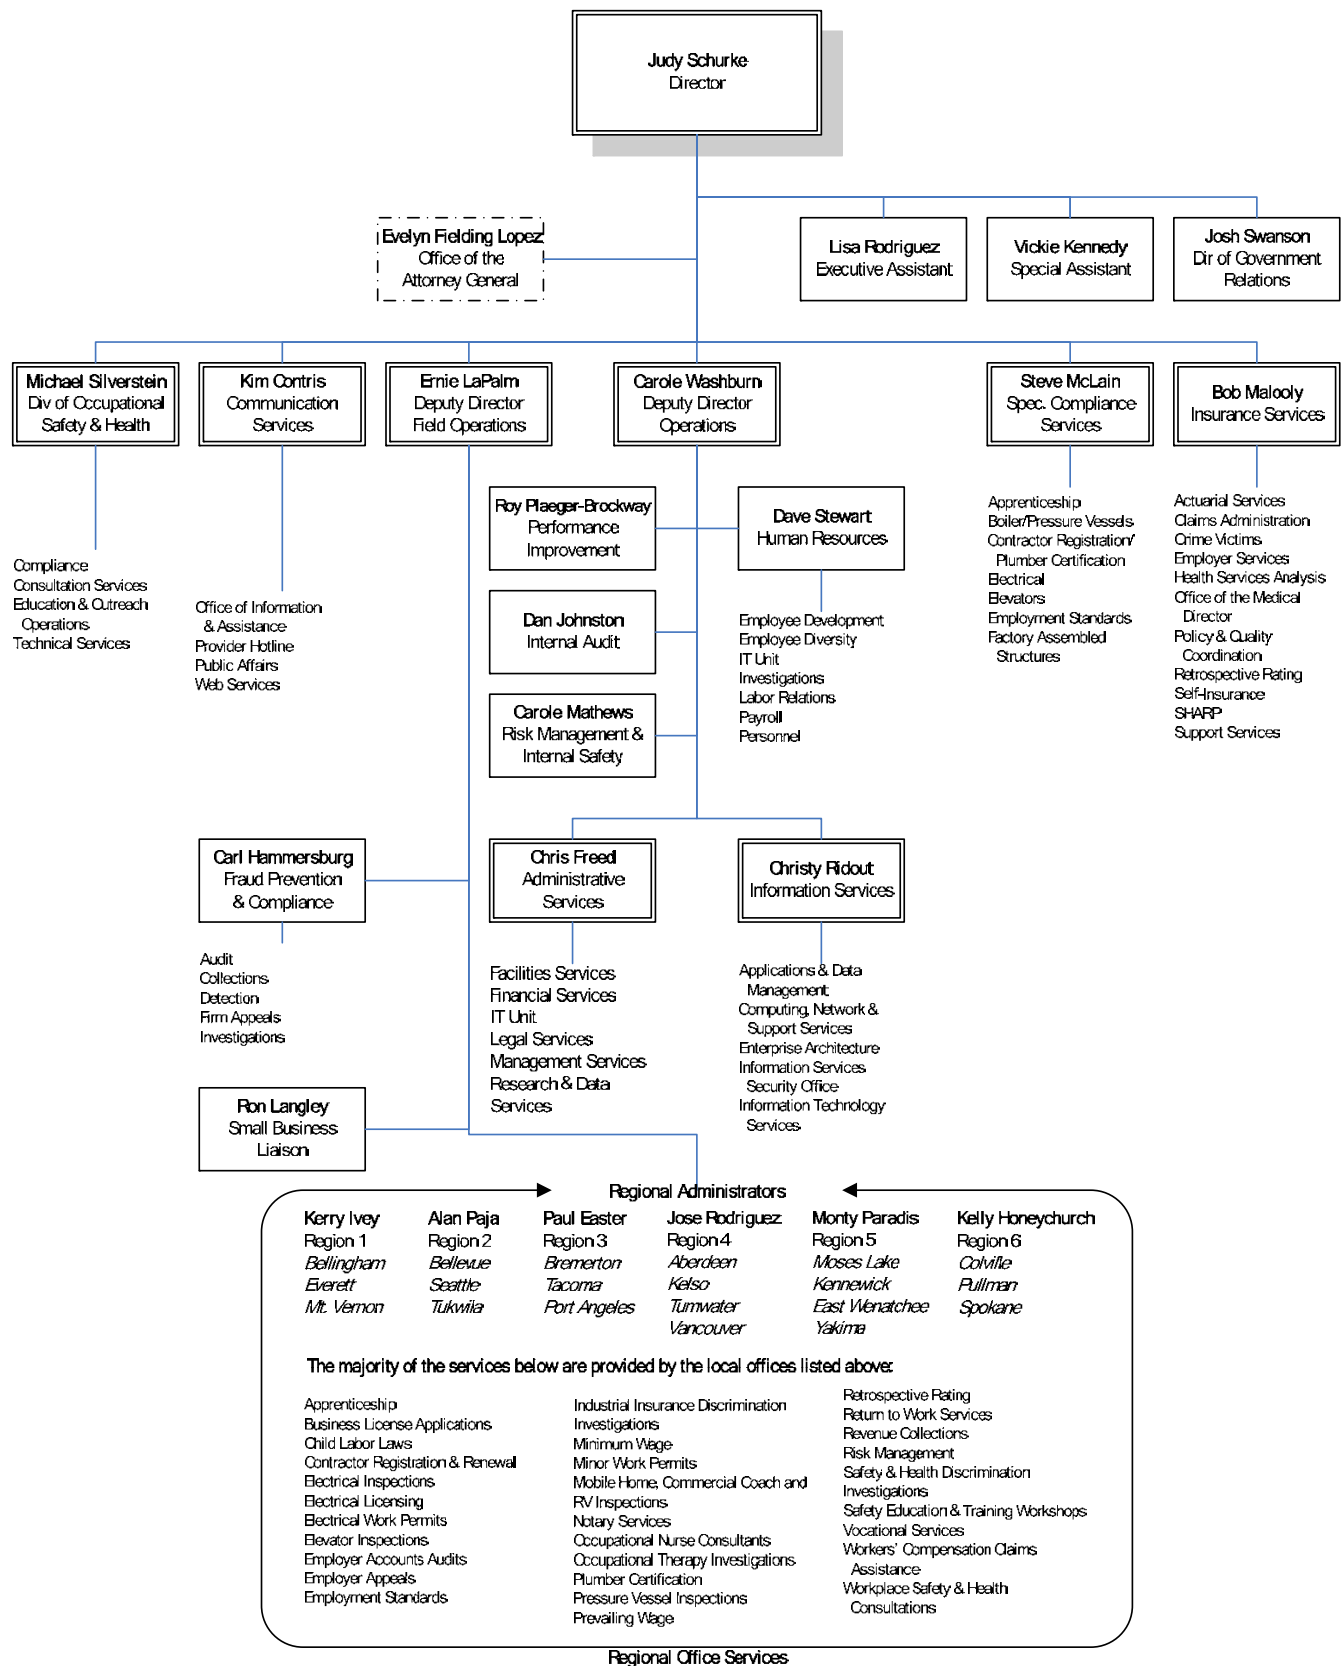 Judy Schurke
Director
Evelyn Fielding Lopez
Office of the
Attorney General
Lisa Rodriguez
Executive Assistant
Vickie Kennedy
Special Assistant
Josh Swanson
Dir of Government
Relations
Michael Silverstein
Div of Occupational
Safety & Health
Kim Contris
Communication
Services
Ernie LaPalm
Deputy Director
Field Operations
Carole Washburn
Deputy Director
Operations
Steve McLain
Spec. Compliance
Services
Bob Malooly
Insurance Services
Compliance
Consultation Services
Education & Outreach
Operations
Technical Services
Office of Information
& Assistance
Provider Hotline
Public Affairs
Web Services
Roy Plaeger-Brockway
Performance
Improvement
Dave Stewart
Human Resources
Dan Johnston
Internal Audit
Carole Mathews
Risk Management &
Internal Safety
Employee Development
Employee Diversity
IT Unit
Investigations
Labor Relations
Payroll
Personnel
Apprenticeship
Boiler/Pressure Vessels
Contractor Registration/
Plumber Certification
Electrical
Elevators
Employment Standards
Factory Assembled
Structures
Actuarial Services
Claims Administration
Crime Victims
Employer Services
Health Services Analysis
Office of the Medical
Director
Policy & Quality
Coordination
Retrospective Rating
Self-Insurance
SHARP
Support Services
Carl Hammersburg
Fraud Prevention
& Compliance
Chris Freed
Administrative
Services
Christy Ridout
Information Services
Audit
Collections
Detection
Firm Appeals
Investigations
Facilities Services
Financial Services
IT Unit
Legal Services
Management Services
Research & Data
Services
Applications & Data
Management
Computing, Network &
Support Services
Enterprise Architecture
Information Services
Security Office
Information Technology
Services
Ron Langley
Small Business
Liaison
Regional Administrators
Kerry Ivey
Region 1
Bellingham
Everett
Mt. Vernon
Alan Paja
Region 2
Bellevue
Seattle
Tukwila
Paul Easter
Region 3
Bremerton
Tacoma
Port Angeles
Jose Rodriguez
Region 4
Aberdeen
Kelso
Tumwater
Vancouver
Monty Paradis
Region 5
Moses Lake
Kennewick
East Wenatchee
Yakima
Kelly Honeychurch
Region 6
Colville
Pullman
Spokane
The majority of the services below are provided by the local offices listed above:
Apprenticeship
Business License Applications
Child Labor Laws
Contractor Registration & Renewal
Electrical Inspections
Electrical Licensing
Electrical Work Permits
Elevator Inspections
Employer Accounts Audits
Employer Appeals
Employment Standards
Industrial Insurance Discrimination
Investigations
Minimum Wage
Minor Work Permits
Mobile Home, Commercial Coach and
RV Inspections
Notary Services
Occupational Nurse Consultants
Occupational Therapy Investigations
Plumber Certification
Pressure Vessel Inspections
Prevailing Wage
Retrospective Rating
Return to Work Services
Revenue Collections
Risk Management
Safety & Health Discrimination
Investigations
Safety Education & Training Workshops
Vocational Services
Workers' Compensation Claims
Assistance
Workplace Safety & Health
Consultations
Regional Office Services